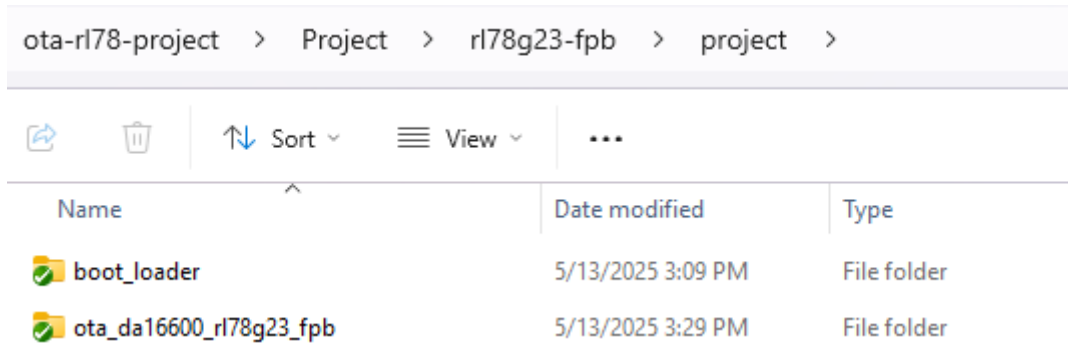 ota-rl78-project > Project > rl78g23-fpb > project >
Sort View ...
Name Date modified Type
boot_loader 5/13/2025 3:09 PM File folder
ota_da16600_rl78g23_fpb 5/13/2025 3:29 PM File folder